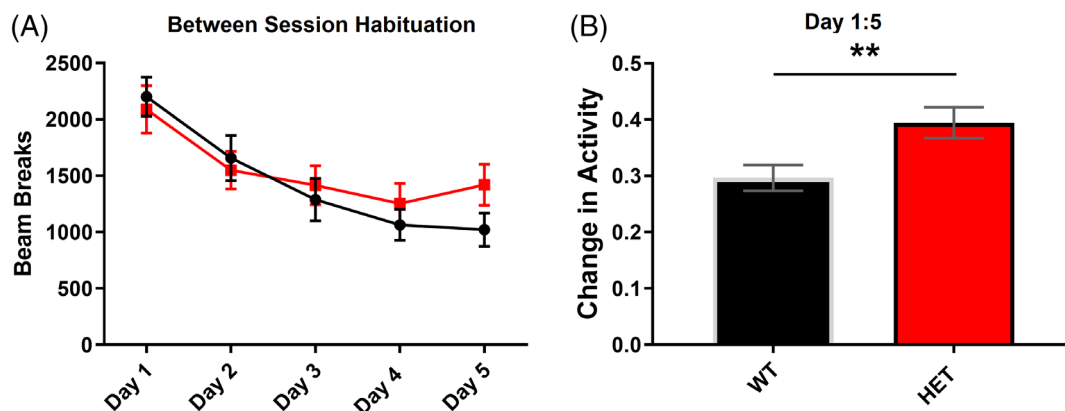 (A)
Between Session Habituation
Beam Breaks
2500
2000
1500
1000
500
0
Day 1
Day 2
Day 3
Day 4
Day 5
(B)
Day 1:5
**
Change in Activity
0.5
0.4
0.3
0.2
0.1
0.0
WT
HET